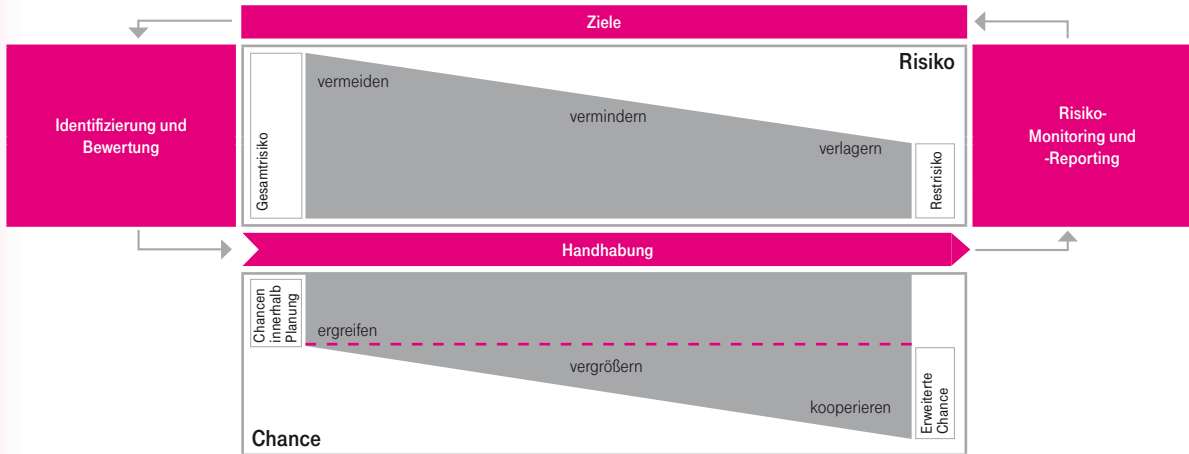 Ziele
Identifizierung und
Bewertung
Gesamtrisiko
vermeiden
vermindern
verlagern
Risiko
Restrisiko
Risiko-
Monitoring und
-Reporting
Handhabung
Chancen
innerhalb
Planung
ergreifen
vergrößern
kooperieren
Erweiterte
Chance
Chance